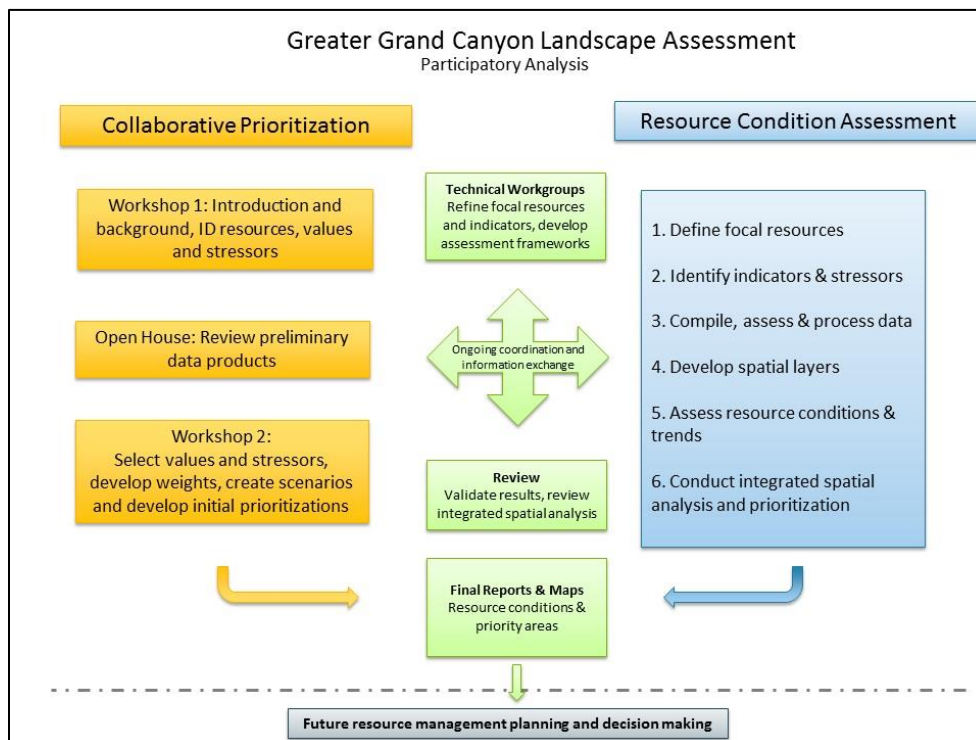 Greater Grand Canyon Landscape Assessment
Participatory Analysis
Collaborative Prioritization
Workshop 1: Introduction and
background, ID resources, values
and stressors
Open House: Review preliminary
data products
Workshop 2:
Select values and stressors,
develop weights, create scenarios
and develop initial prioritizations
Technical Workgroups
Refine focal resources
and indicators, develop
assessment frameworks
Ongoing coordination and
information exchange
Review
Validate results, review
integrated spatial analysis
Final Reports & Maps
Resource conditions &
priority areas
Resource Condition Assessment
1. Define focal resources
2. Identify indicators & stressors
3. Compile, assess & process data
4. Develop spatial layers
5. Assess resource conditions &
trends
6. Conduct integrated spatial
analysis and prioritization
Future resource management planning and decision making